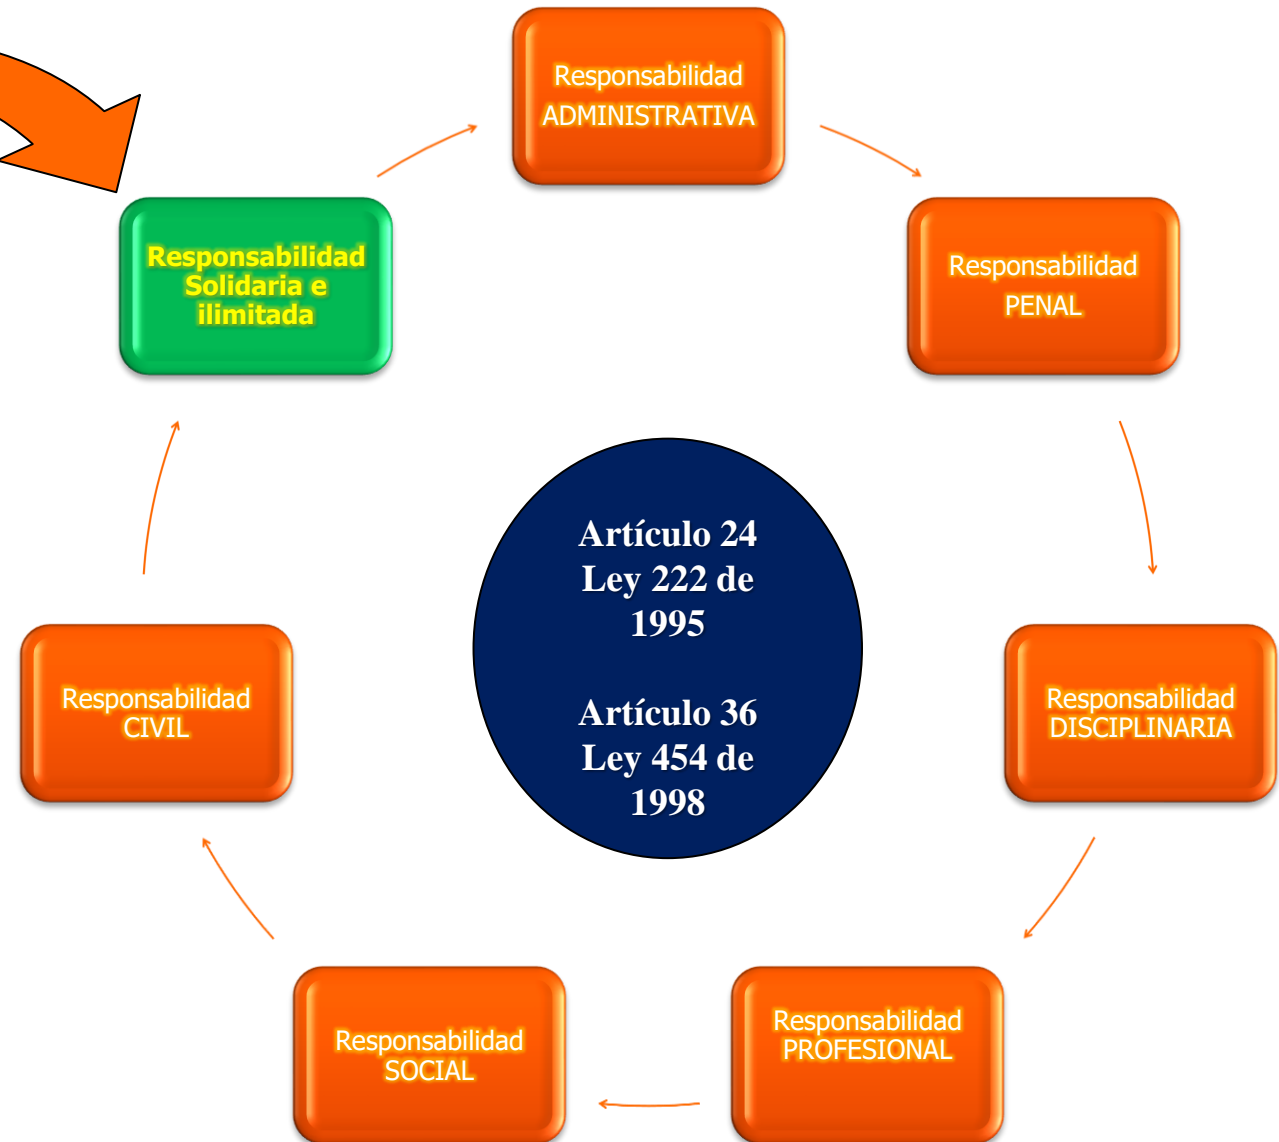 Responsabilidad
ADMINISTRATIVA
Responsabilidad
Solidaria e
ilimitada
Responsabilidad
PENAL
Artículo 24
Ley 222 de
1995
Artículo 36
Ley 454 de
1998
Responsabilidad
CIVIL
Responsabilidad
DISCIPLINARIA
Responsabilidad
SOCIAL
Responsabilidad
PROFESIONAL